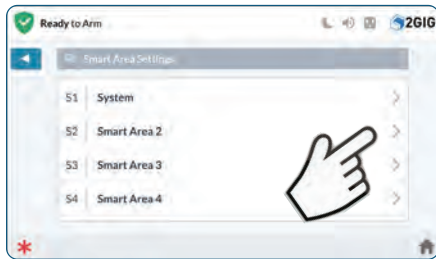 Ready to Arm
2GIG
Smart Area Settings
S1 System
S2 Smart Area 2
S3 Smart Area 3
S4 Smart Area 4